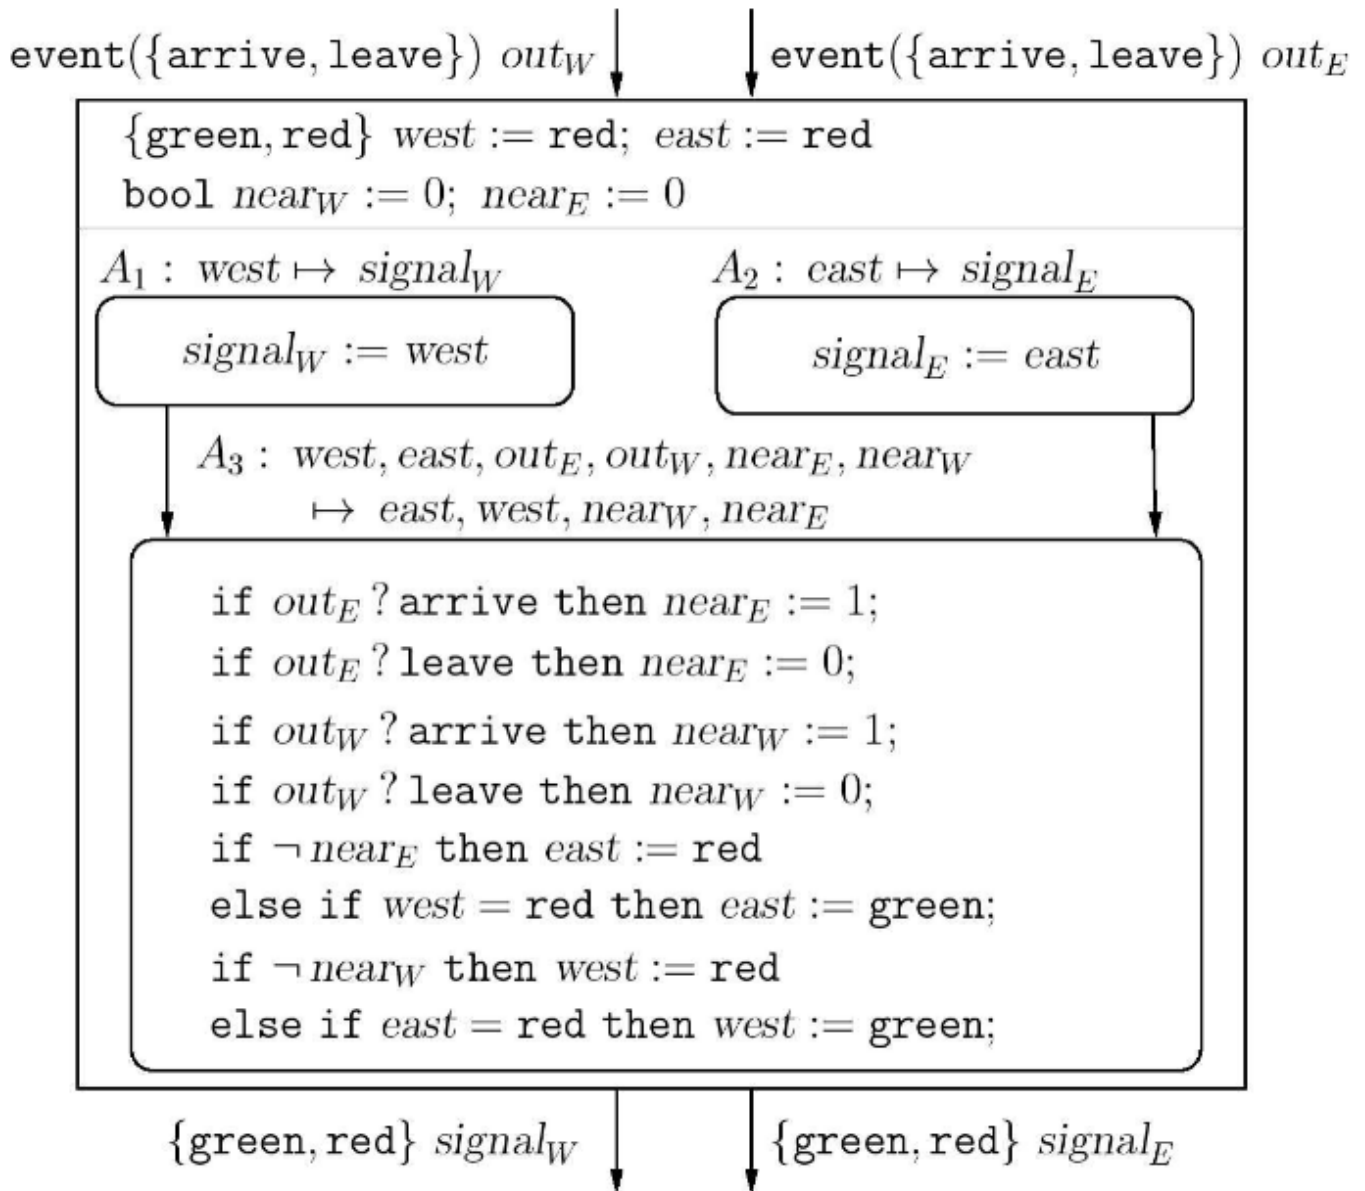 event({arrive, leave}) out_W event({arrive, leave}) out_E
{green, red} west := red; east := red
bool near_W := 0; near_E := 0
A_1 : west ↦ signal_W A_2 : east ↦ signal_E
signal_W := west signal_E := east
A_3 : west, east, out_E, out_W, near_E, near_W
↦ east, west, near_W, near_E
if out_E ? arrive then near_E := 1;
if out_E ? leave then near_E := 0;
if out_W ? arrive then near_W := 1;
if out_W ? leave then near_W := 0;
if ¬ near_E then east := red
else if west = red then east := green;
if ¬ near_W then west := red
else if east = red then west := green;
{green, red} signal_W {green, red} signal_E